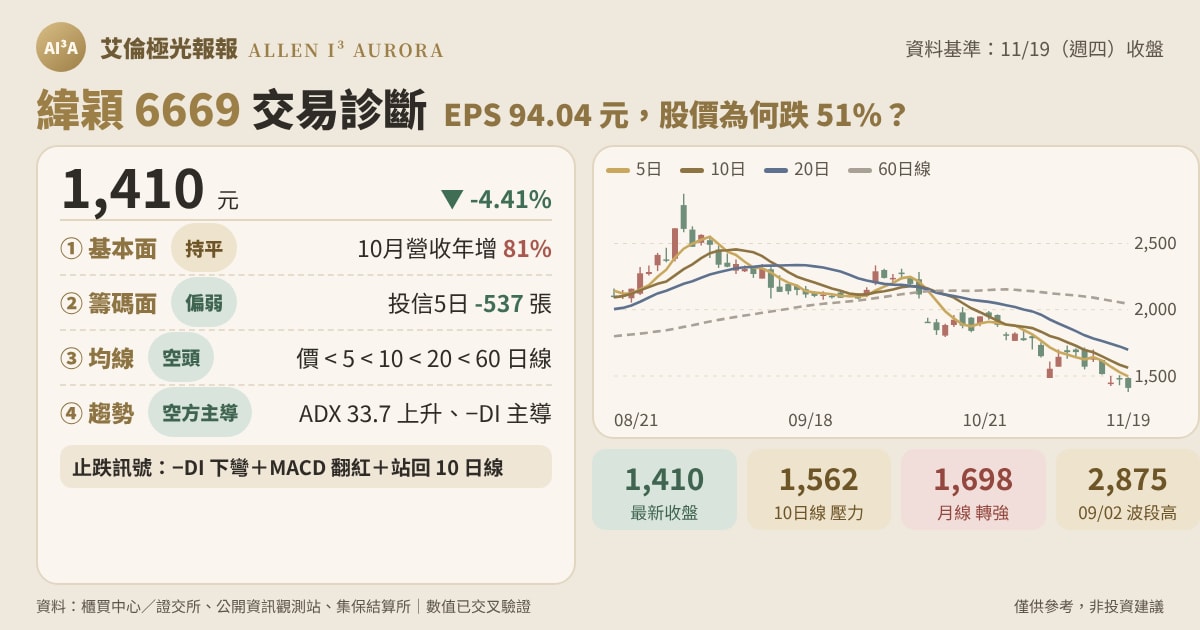 AI³A 艾倫極光報報 ALLEN I³ AURORA
資料基準：11/19（週四）收盤
緯穎 6669 交易診斷 EPS 94.04 元，股價為何跌 51%？
1,410 元 ▼ -4.41%
① 基本面 持平 10月營收年增 81%
② 籌碼面 偏弱 投信5日 -537 張
③ 均線 空頭 價 < 5 < 10 < 20 < 60 日線
④ 趨勢 空方主導 ADX 33.7 上升、−DI 主導
止跌訊號：−DI 下彎＋MACD 翻紅＋站回 10 日線
5日 10日 20日 60日線
2,500
2,000
1,500
08/21 09/18 10/21 11/19
1,410 1,562 1,698 2,875
最新收盤 10日線 壓力 月線 轉強 09/02 波段高
資料：櫃買中心／證交所、公開資訊觀測站、集保結算所｜數值已交叉驗證
僅供參考，非投資建議